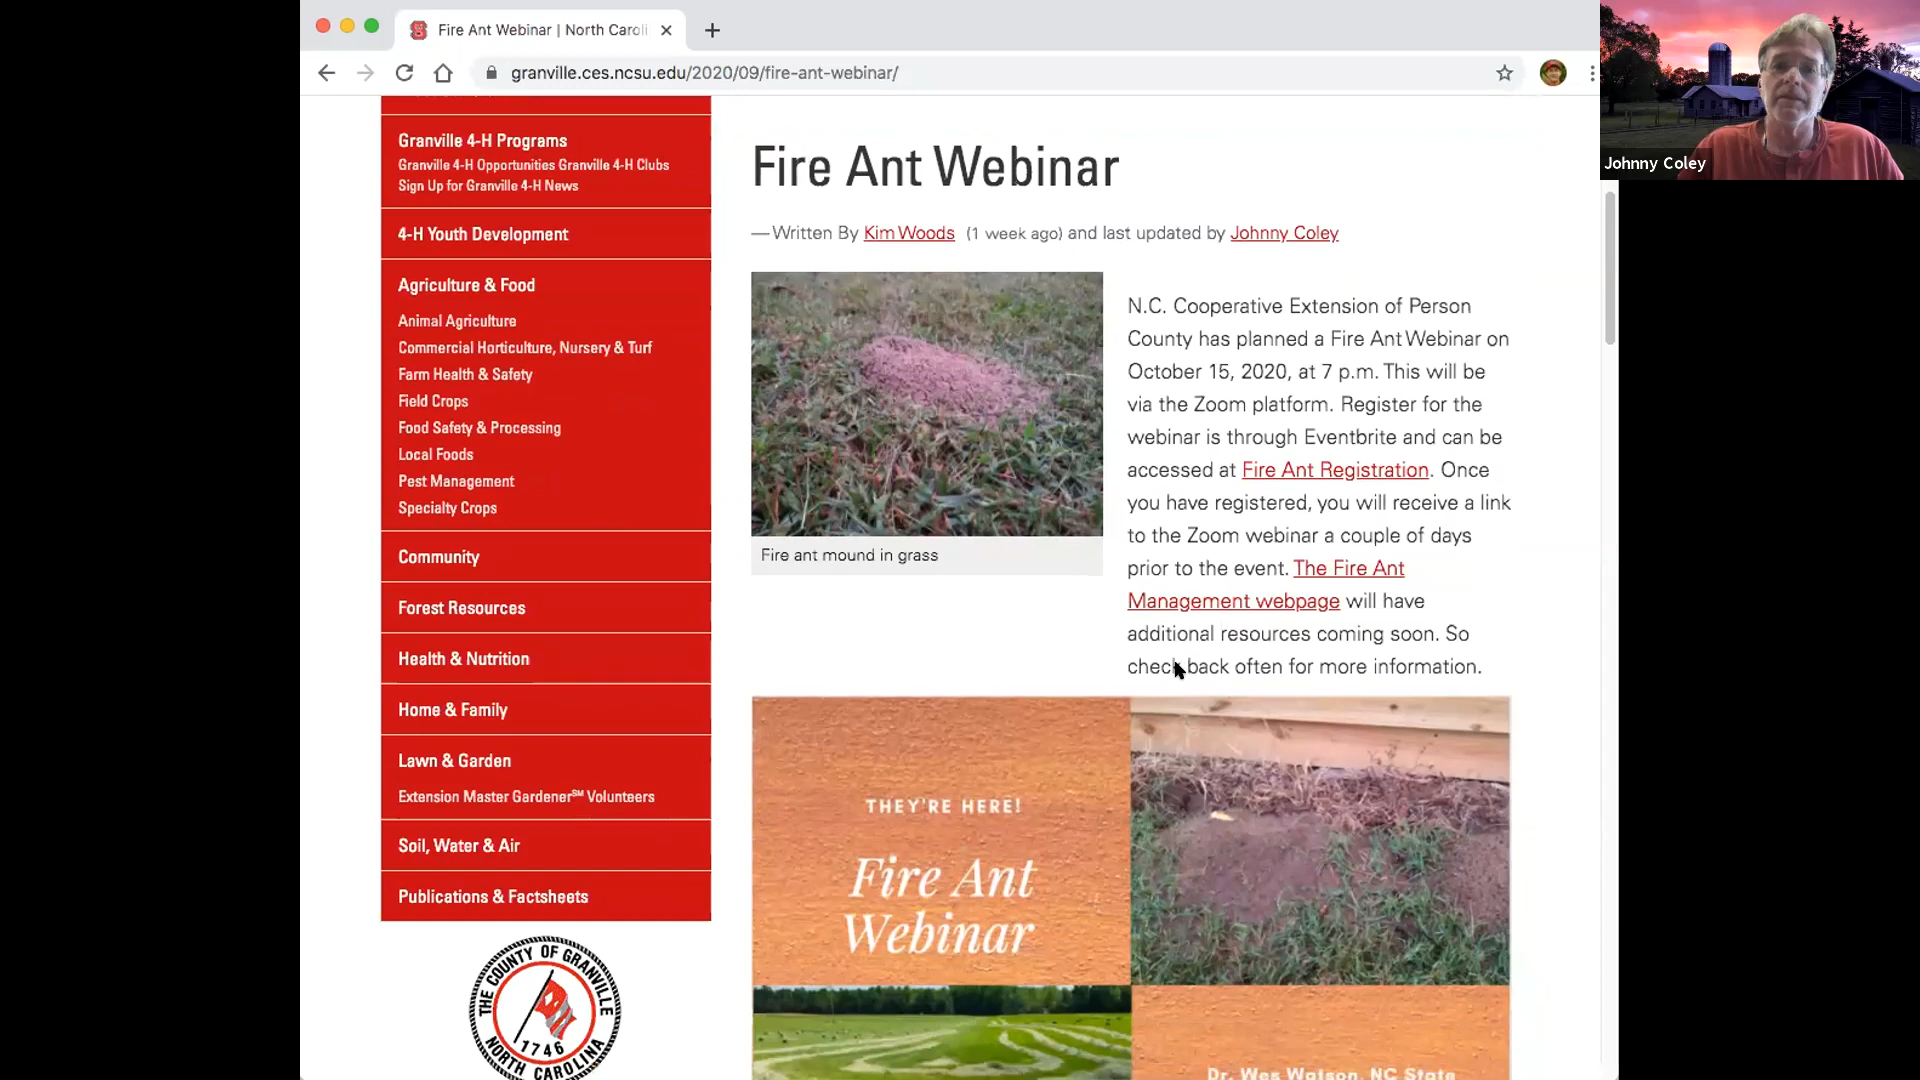 Fire Ant Webinar | North Caroli
granville.ces.ncsu.edu/2020/09/fire-ant-webinar/
Johnny Coley
Granville 4-H Programs
Granville 4-H Opportunities Granville 4-H Clubs
Sign Up for Granville 4-H News
4-H Youth Development
Agriculture & Food
Animal Agriculture
Commercial Horticulture, Nursery & Turf
Farm Health & Safety
Field Crops
Food Safety & Processing
Local Foods
Pest Management
Specialty Crops
Community
Forest Resources
Health & Nutrition
Home & Family
Lawn & Garden
Extension Master Gardener℠ Volunteers
Soil, Water & Air
Publications & Factsheets
THE COUNTY OF GRANVILLE
1746
NORTH CAROLINA
Fire Ant Webinar
— Written By Kim Woods (1 week ago) and last updated by Johnny Coley
Fire ant mound in grass
N.C. Cooperative Extension of Person
County has planned a Fire Ant Webinar on
October 15, 2020, at 7 p.m. This will be
via the Zoom platform. Register for the
webinar is through Eventbrite and can be
accessed at Fire Ant Registration. Once
you have registered, you will receive a link
to the Zoom webinar a couple of days
prior to the event. The Fire Ant
Management webpage will have
additional resources coming soon. So
check back often for more information.
THEY'RE HERE!
Fire Ant
Webinar
Dr. Wes Watson, NC State